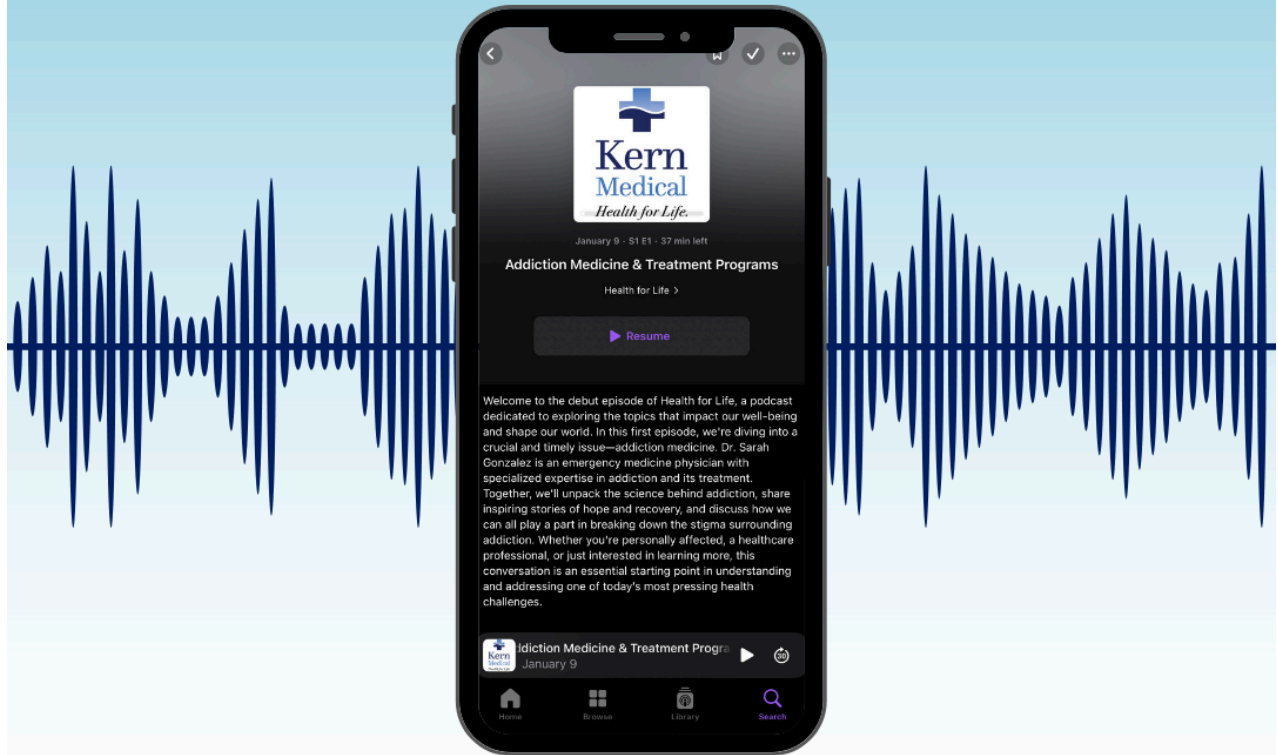 Kern
Medical
Health for Life.
January 9 · S1 E1 · 37 min left
Addiction Medicine & Treatment Programs
Health for Life >
Resume
Welcome to the debut episode of Health for Life, a podcast
dedicated to exploring the topics that impact our well-being
and shape our world. In this first episode, we're diving into a
crucial and timely issue—addiction medicine. Dr. Sarah
Gonzalez is an emergency medicine physician with
specialized expertise in addiction and its treatment.
Together, we'll unpack the science behind addiction, share
inspiring stories of hope and recovery, and discuss how we
can all play a part in breaking down the stigma surrounding
addiction. Whether you're personally affected, a healthcare
professional, or just interested in learning more, this
conversation is an essential starting point in understanding
and addressing one of today's most pressing health
challenges.
Kern
Medical
Health for Life.
ldiction Medicine & Treatment Progra
January 9
30
Home
Browse
Library
Search